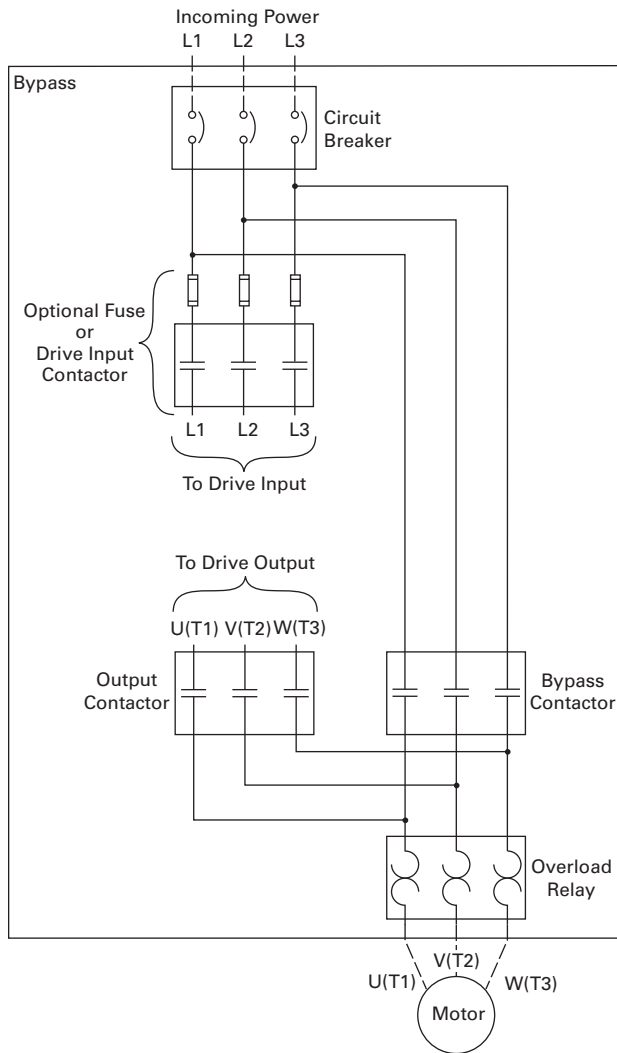 Incoming Power
L1 L2 L3
Bypass
Circuit
Breaker
Optional Fuse
or
Drive Input
Contactor
L1 L2 L3
To Drive Input
To Drive Output
U(T1) V(T2) W(T3)
Output
Contactor
Bypass
Contactor
Overload
Relay
U(T1) V(T2) W(T3)
Motor